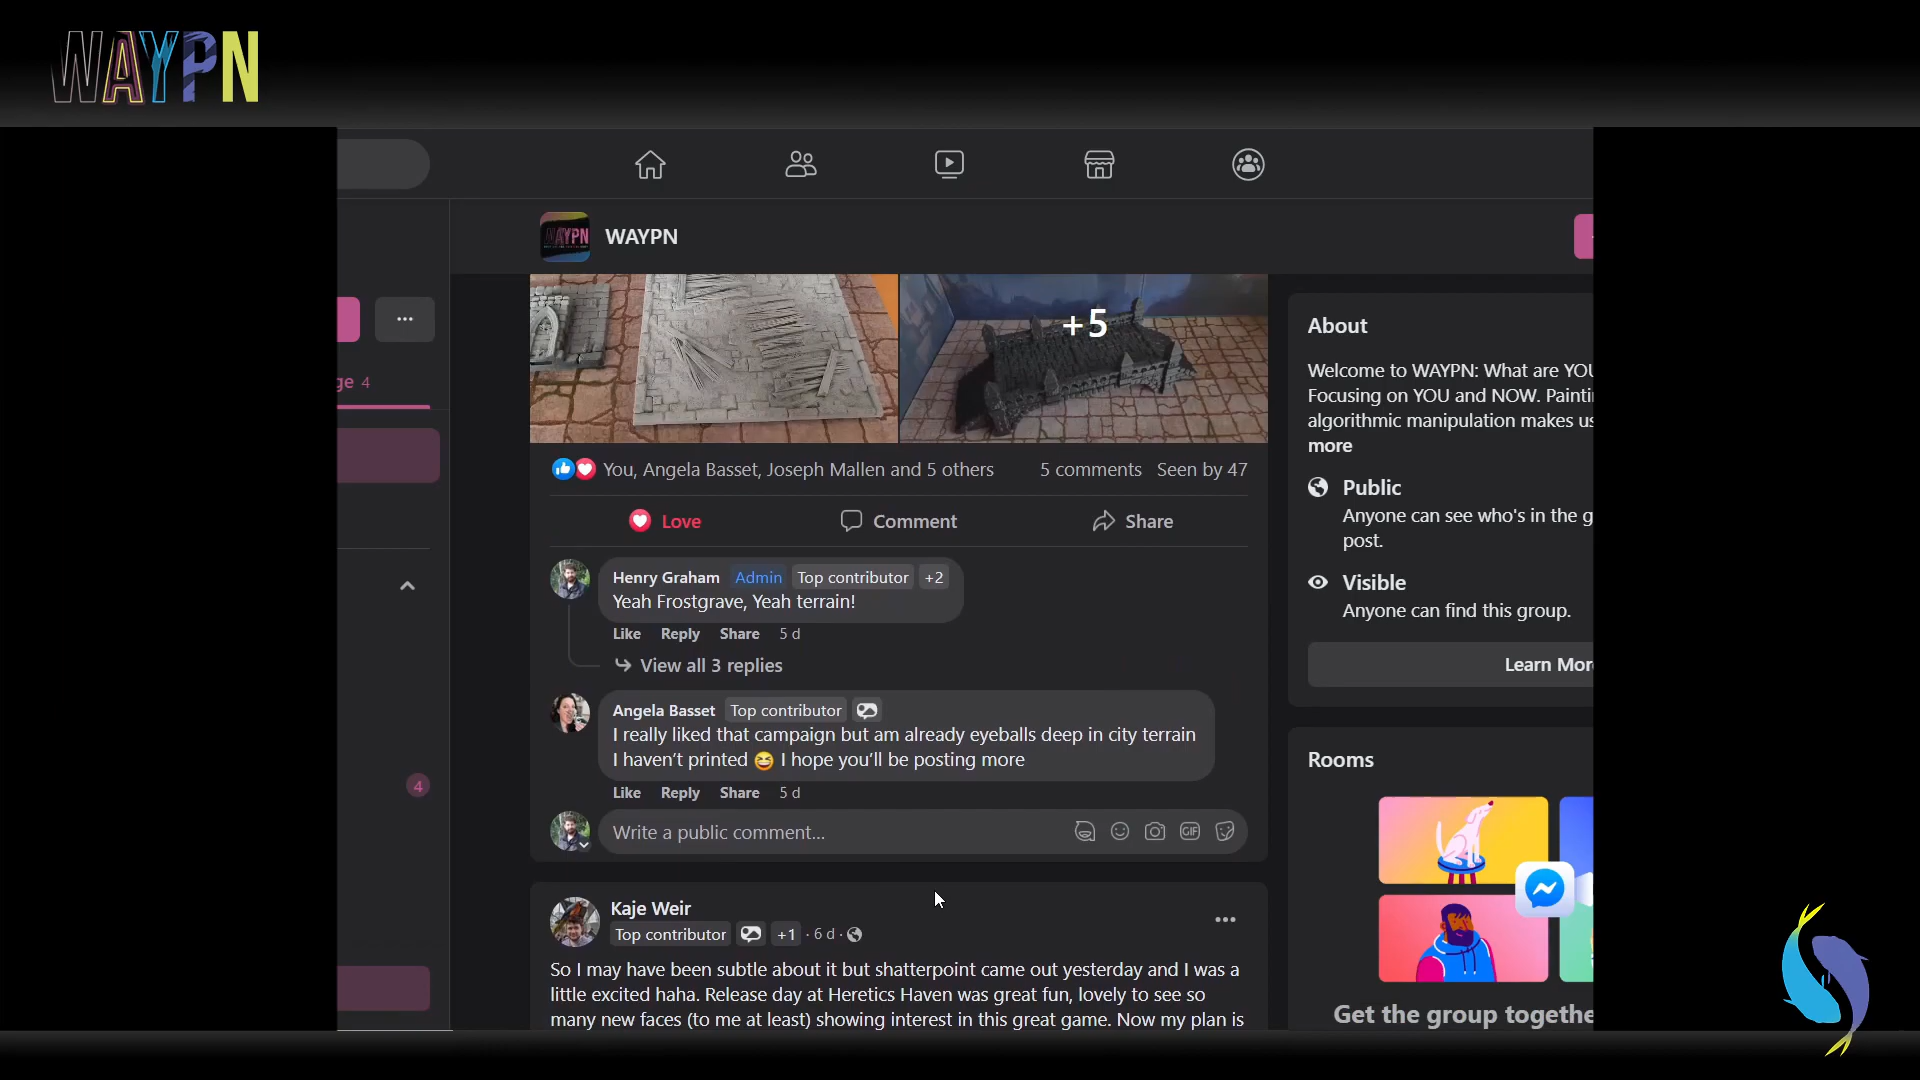 WAYPN
WAYPN
WAYPN
ge 4
4
+5
You, Angela Basset, Joseph Mallen and 5 others 5 comments Seen by 47
Love Comment Share
Henry Graham Admin Top contributor +2
Yeah Frostgrave, Yeah terrain!
Like Reply Share 5 d
View all 3 replies
Angela Basset Top contributor
I really liked that campaign but am already eyeballs deep in city terrain
I haven’t printed 😆 I hope you’ll be posting more
Like Reply Share 5 d
Write a public comment...
GIF
Kaje Weir
Top contributor +1 · 6 d ·
So I may have been subtle about it but shatterpoint came out yesterday and I was a
little excited haha. Release day at Heretics Haven was great fun, lovely to see so
many new faces (to me at least) showing interest in this great game. Now my plan is
About
Welcome to WAYPN: What are YOU
Focusing on YOU and NOW. Painti
algorithmic manipulation makes us
more
Public
Anyone can see who's in the g
post.
Visible
Anyone can find this group.
Learn Mor
Rooms
Get the group togethe